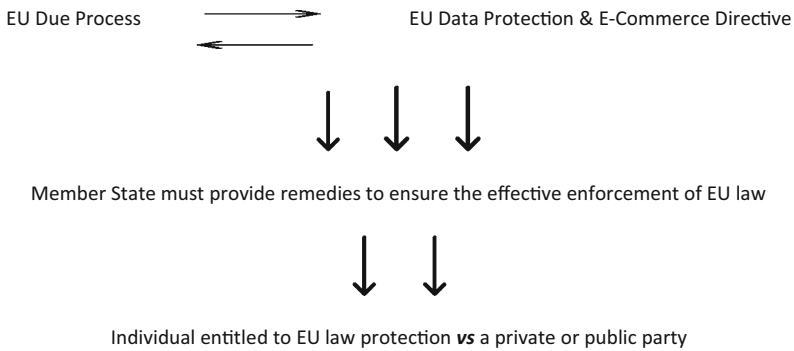 EU Due Process
EU Data Protection & E-Commerce Directive
Member State must provide remedies to ensure the effective enforcement of EU law
Individual entitled to EU law protection vs a private or public party